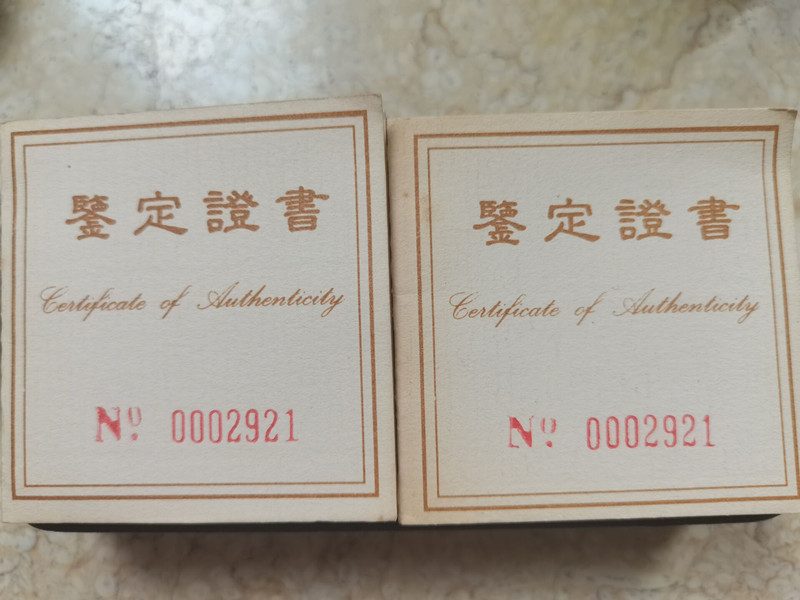 鑒定證書
Certificate of Authenticity
Nº 0002921
鑒定證書
Certificate of Authenticity
Nº 0002921